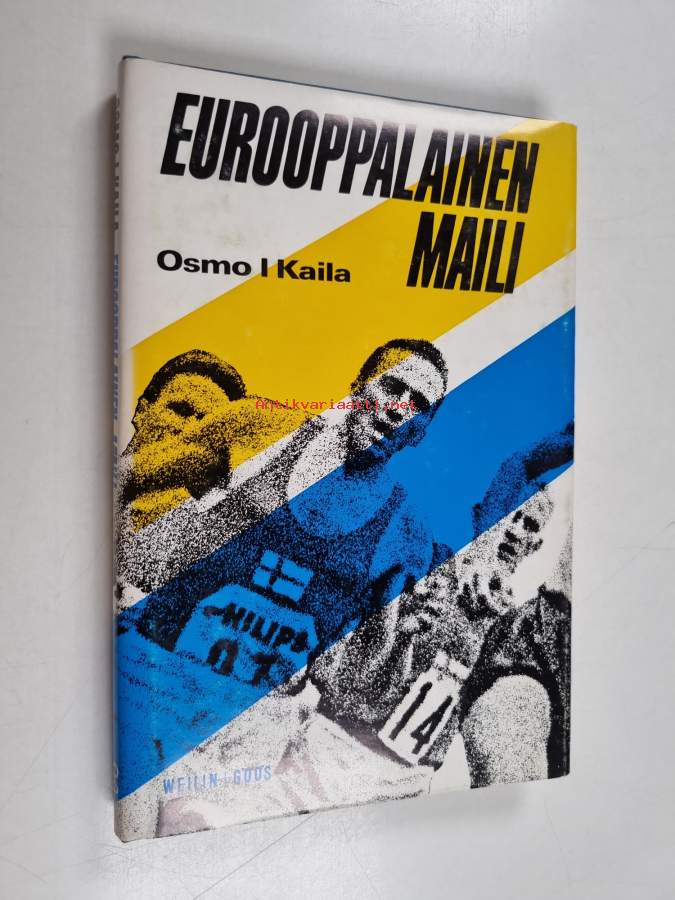 EUROOPPALAINEN
MAILI
Osmo I Kaila
Antikvariaatti.net
PHILIPS
14
WEILIN+GÖÖS